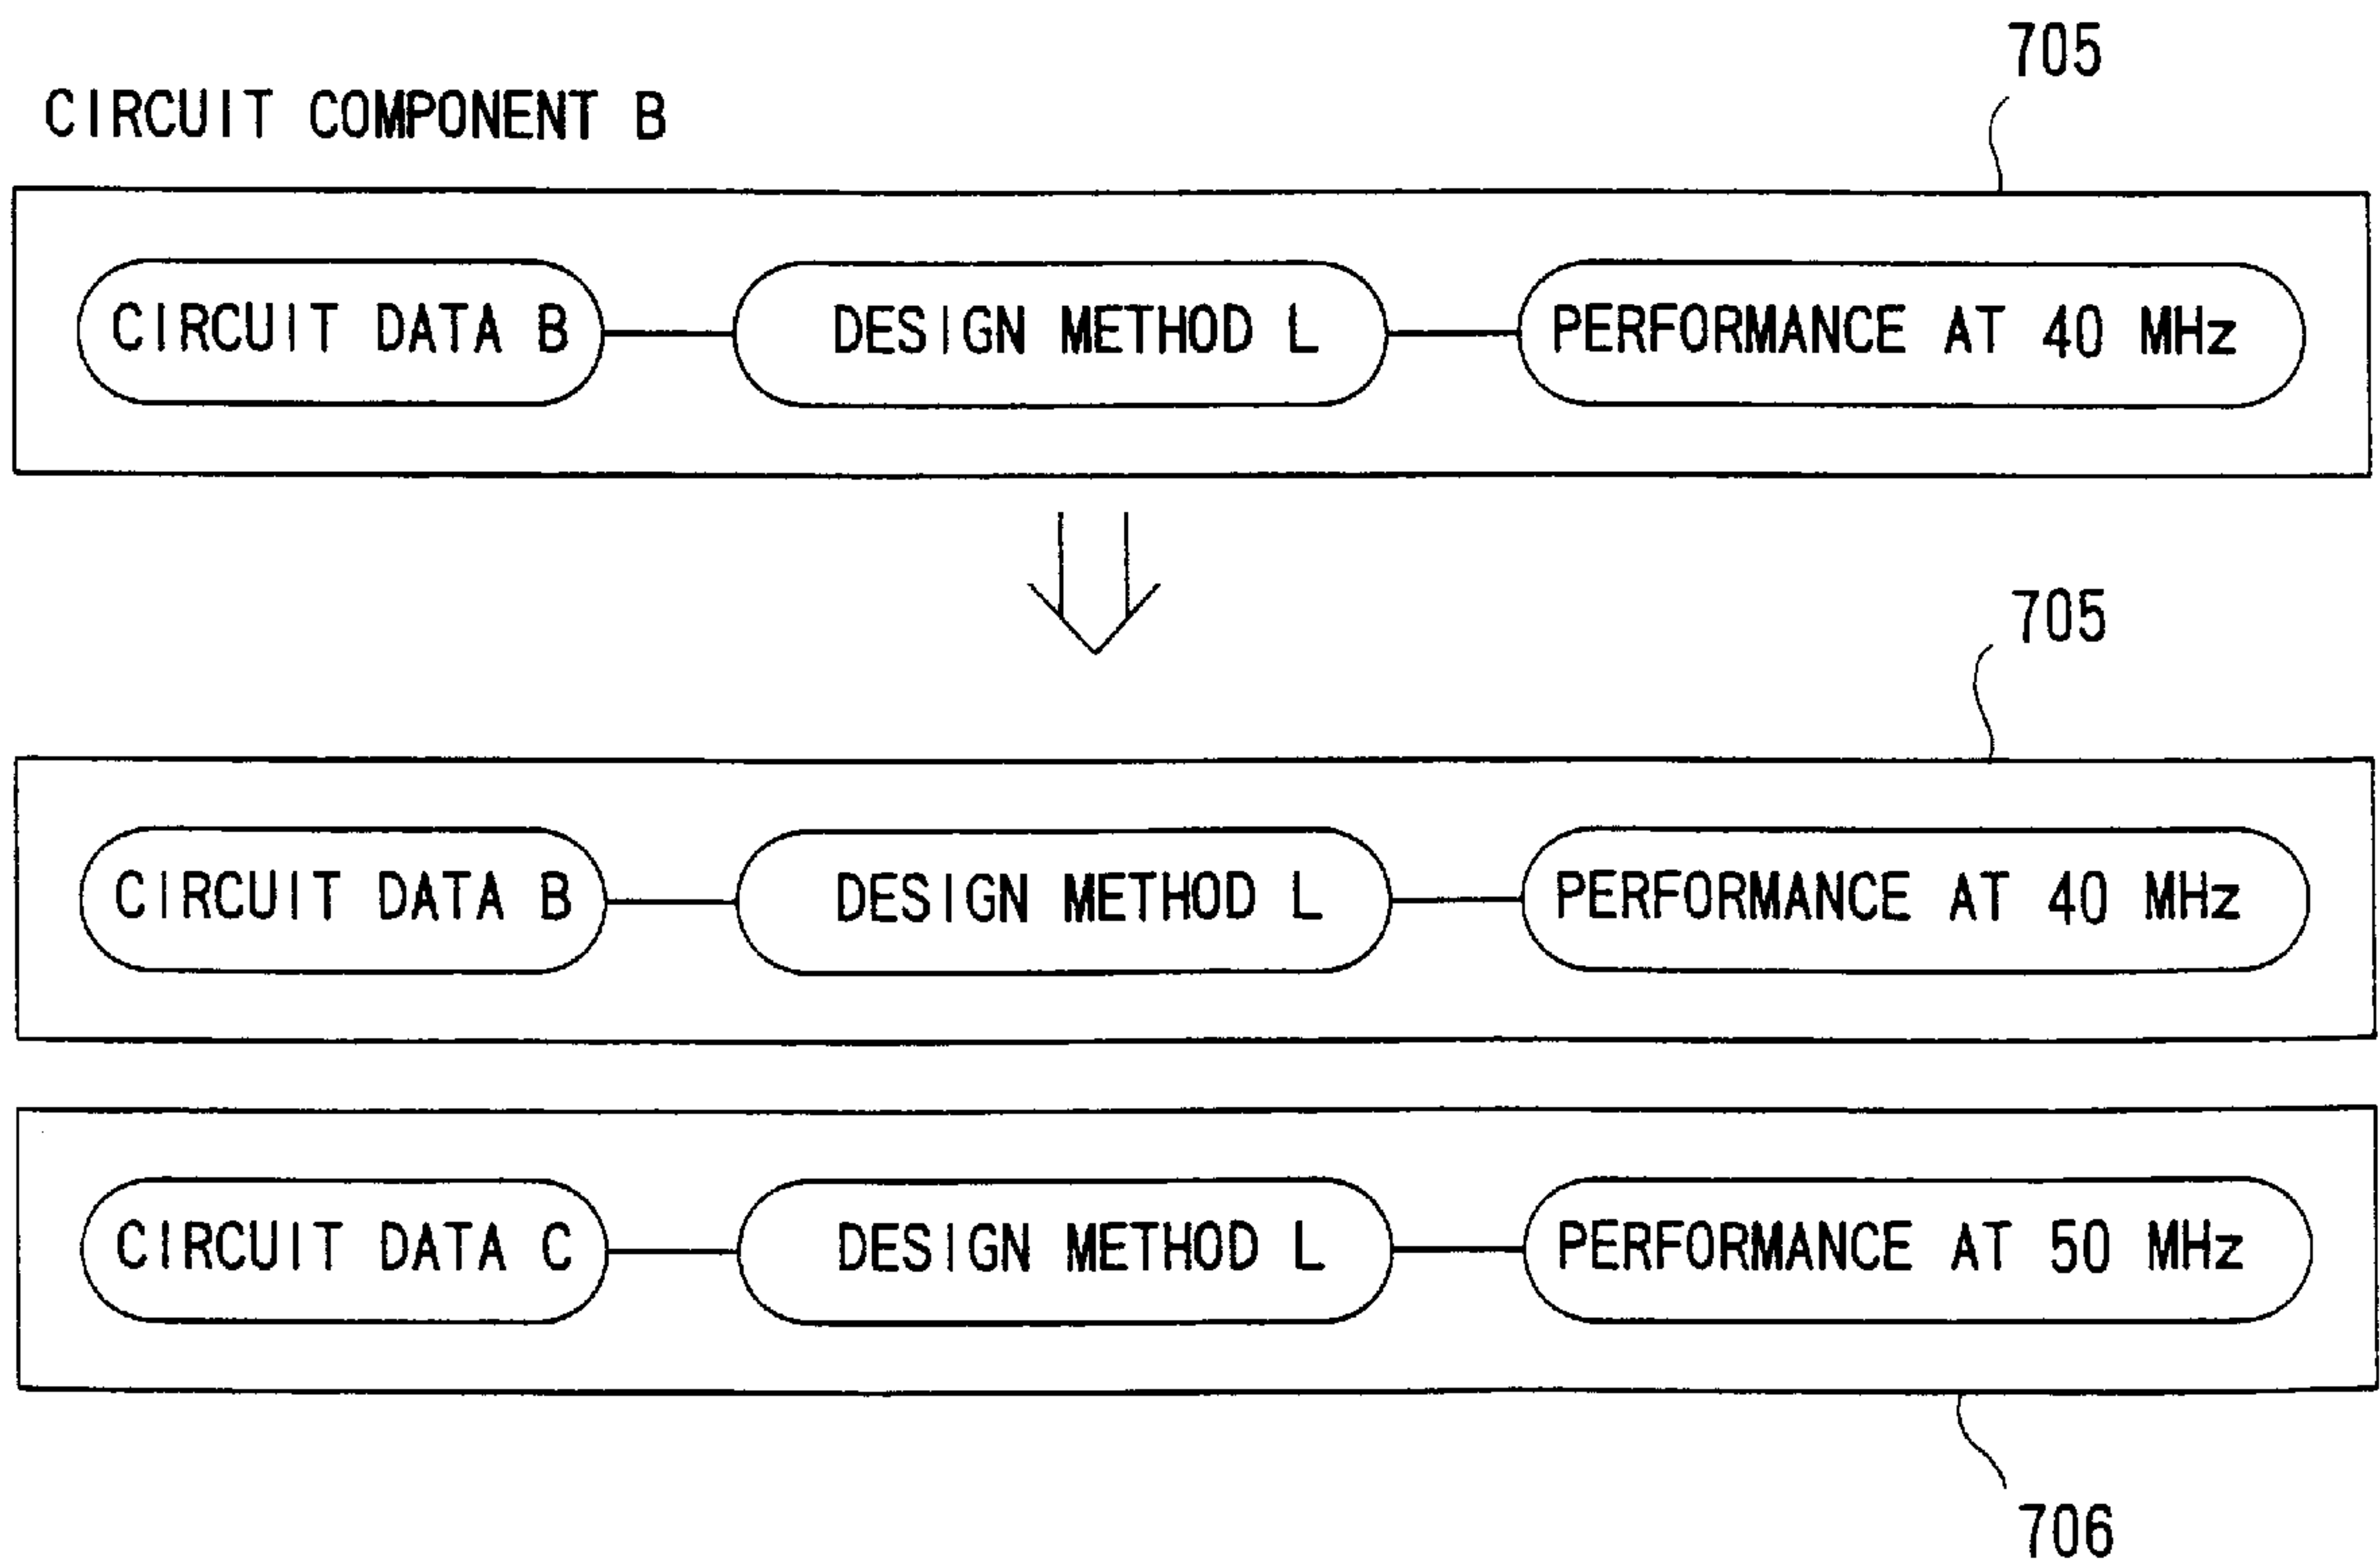 705
CIRCUIT COMPONENT B
CIRCUIT DATA B DESIGN METHOD L PERFORMANCE AT 40 MHz
705
CIRCUIT DATA B DESIGN METHOD L PERFORMANCE AT 40 MHz
CIRCUIT DATA C DESIGN METHOD L PERFORMANCE AT 50 MHz
706